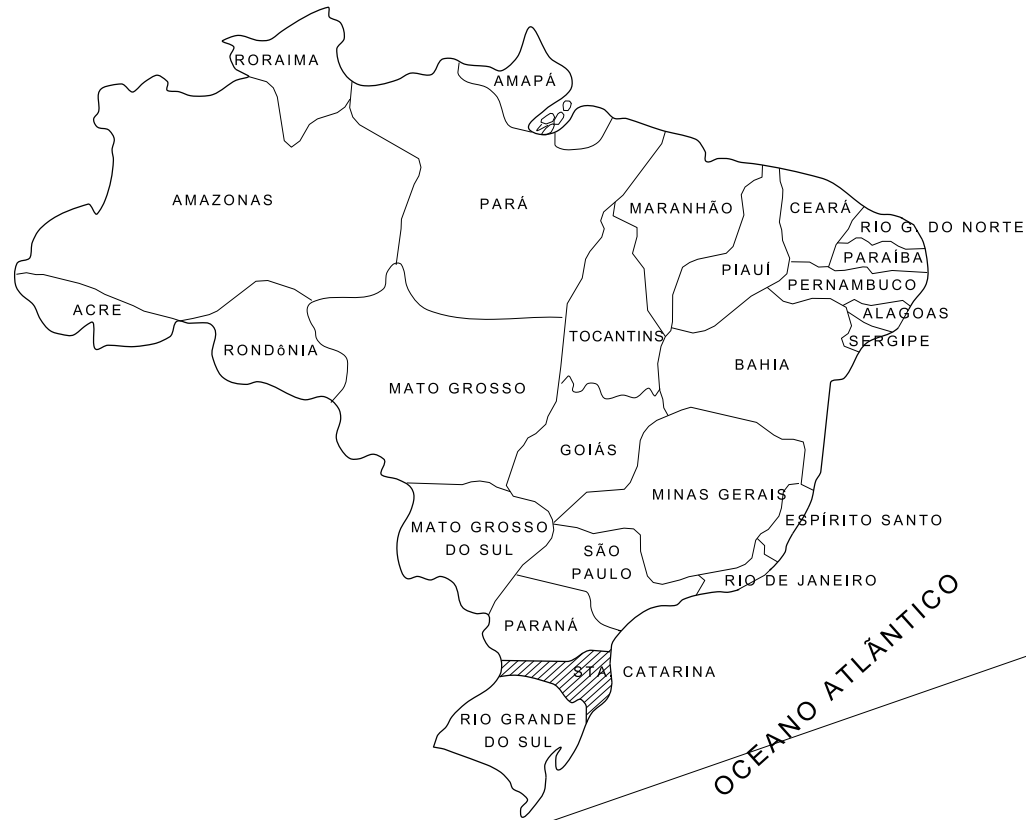 RORAIMA
AMAPÁ
AMAZONAS
PARÁ
MARANHÃO
CEARÁ
RIO G. DO NORTE
PARAÍBA
PIAUÍ
PERNAMBUCO
ACRE
ALAGOAS
TOCANTINS
SERGIPE
RONDôNIA
BAHIA
MATO GROSSO
GOIÁS
MINAS GERAIS
ESPÍRITO SANTO
MATO GROSSO
DO SUL
SÃO
PAULO
RIO DE JANEIRO
PARANÁ
STA. CATARINA
RIO GRANDE
DO SUL
OCEANO ATLÃNTICO